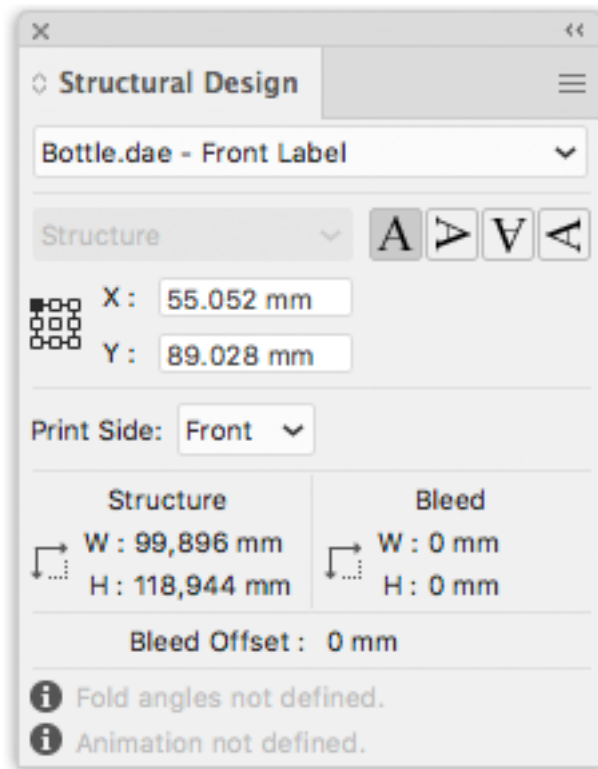 Structural Design
Bottle.dae - Front Label
Structure A A A A
X : 55.052 mm
Y : 89.028 mm
Print Side: Front
Structure Bleed
W : 99,896 mm W : 0 mm
H : 118,944 mm H : 0 mm
Bleed Offset : 0 mm
Fold angles not defined.
Animation not defined.